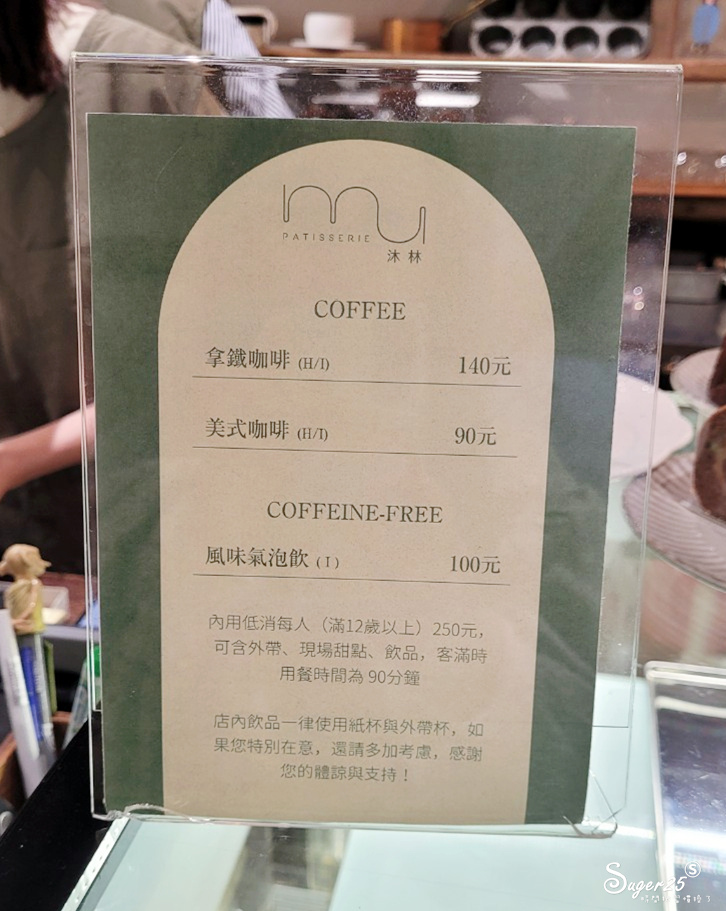 mu
PATISSERIE
沐林
COFFEE
拿鐵咖啡 (H/I) 140元
美式咖啡 (H/I) 90元
COFFEINE-FREE
風味氣泡飲 (I) 100元
內用低消每人（滿12歲以上）250元，
可含外帶、現場甜點、飲品，客滿時
用餐時間為 90分鐘
店內飲品一律使用紙杯與外帶杯，如
果您特別在意，還請多加考慮，感謝
您的體諒與支持！
Suger25 S